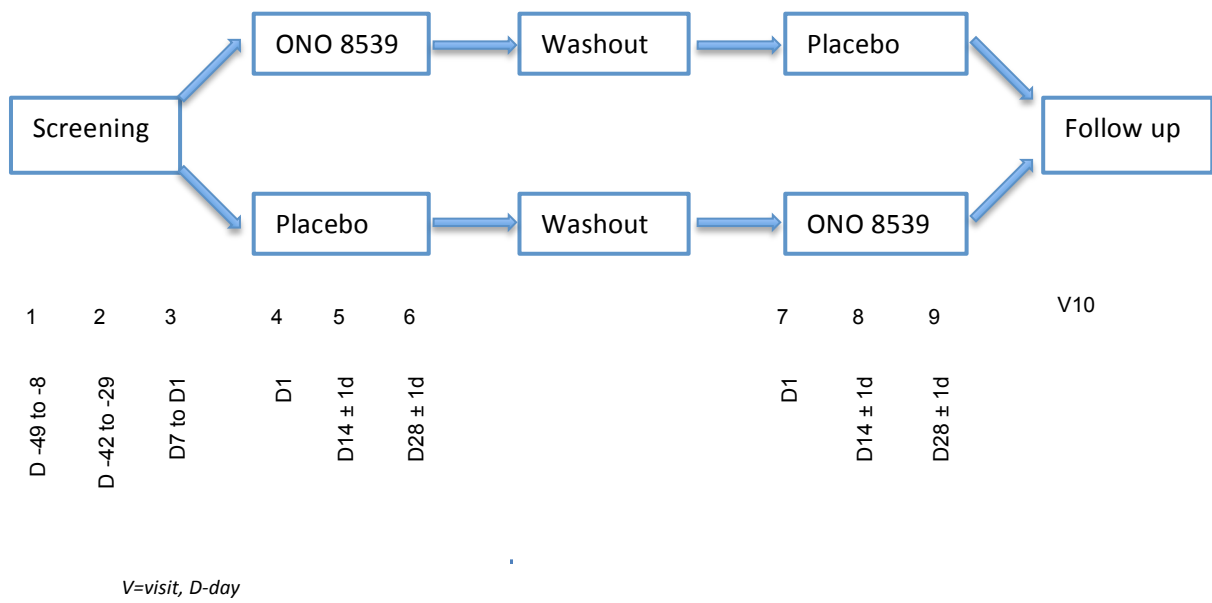 ONO 8539
Washout
Placebo
Screening
Follow up
Placebo
Washout
ONO 8539
1
2
3
4
5
6
7
8
9
V10
D -49 to -8
D -42 to -29
D7 to D1
D1
D14 ± 1d
D28 ± 1d
D1
D14 ± 1d
D28 ± 1d
V=visit, D-day